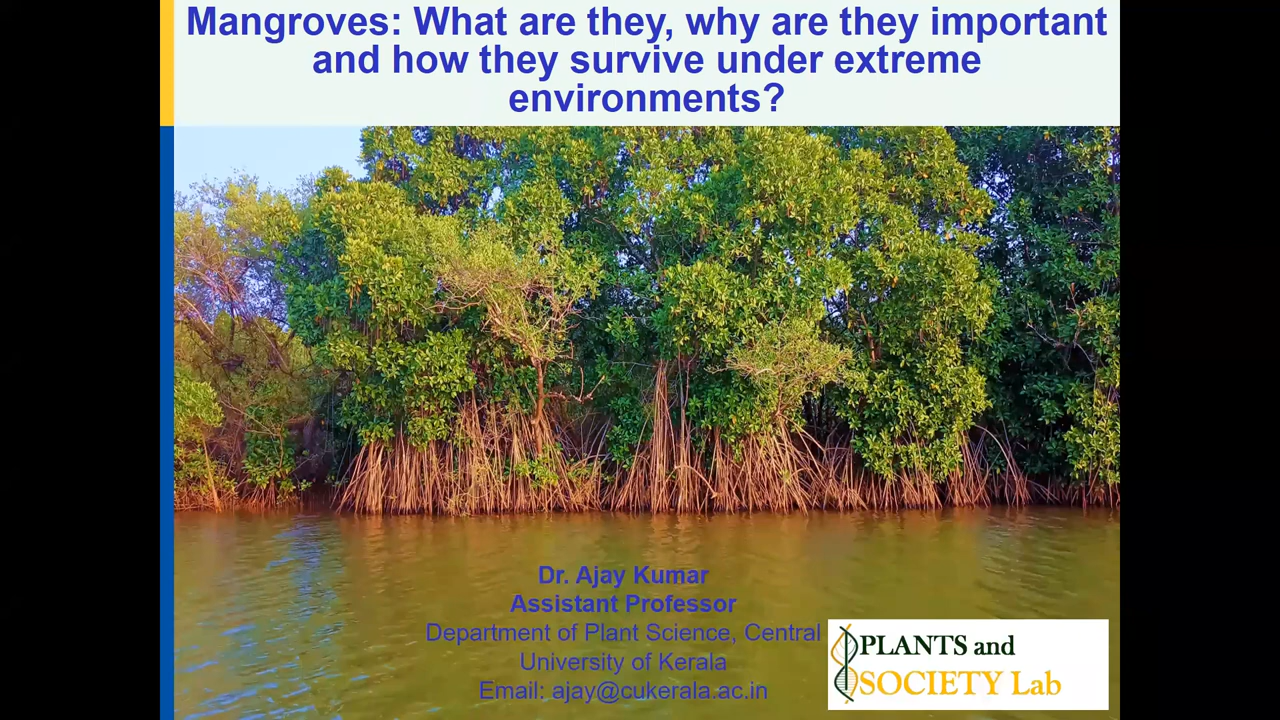 Mangroves: What are they, why are they important
and how they survive under extreme
environments?
Dr. Ajay Kumar
Assistant Professor
Department of Plant Science, Central
University of Kerala
Email: ajay@cukerala.ac.in
PLANTS and
SOCIETY Lab